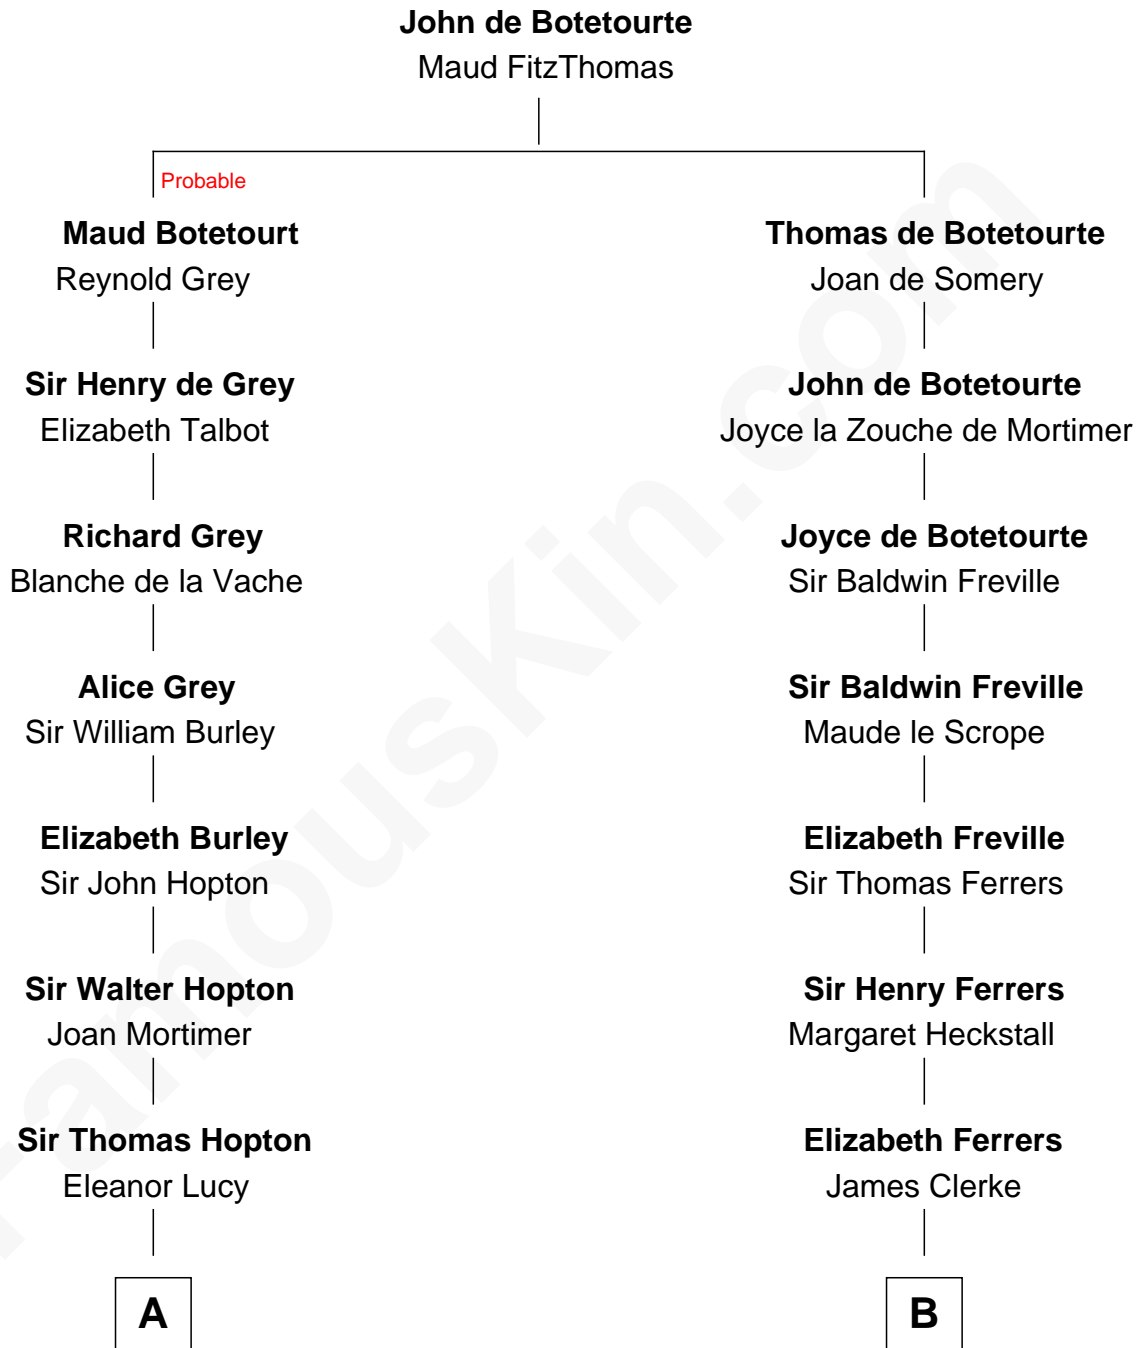 John de Botetourte
Maud FitzThomas
Probable
Maud Botetourt
Reynold Grey
Sir Henry de Grey
Elizabeth Talbot
Richard Grey
Blanche de la Vache
Alice Grey
Sir William Burley
Elizabeth Burley
Sir John Hopton
Sir Walter Hopton
Joan Mortimer
Sir Thomas Hopton
Eleanor Lucy
A
Thomas de Botetourte
Joan de Somery
John de Botetourte
Joyce la Zouche de Mortimer
Joyce de Botetourte
Sir Baldwin Freville
Sir Baldwin Freville
Maude le Scrope
Elizabeth Freville
Sir Thomas Ferrers
Sir Henry Ferrers
Margaret Heckstall
Elizabeth Ferrers
James Clerke
B
FamousKin.com